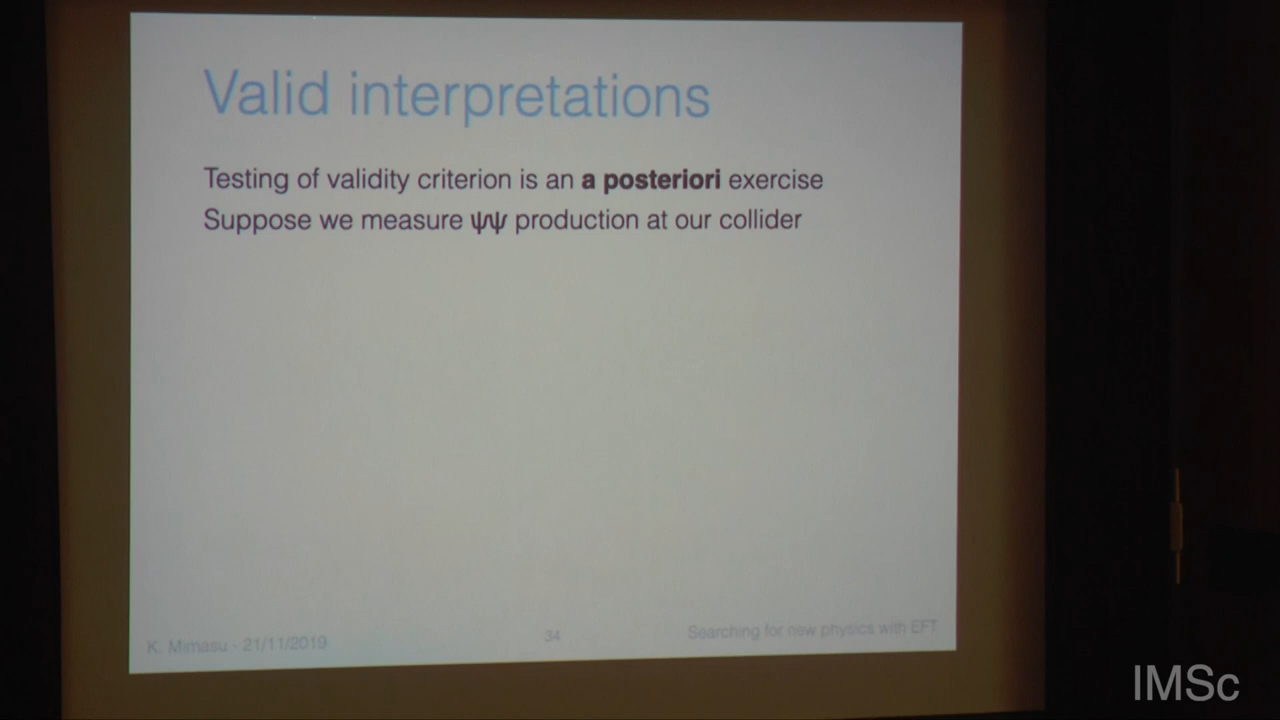 Valid interpretations
Testing of validity criterion is an a posteriori exercise
Suppose we measure ψψ production at our collider
K. Mimasu - 21/11/2019
34
Searching for new physics with EFT
IMSc